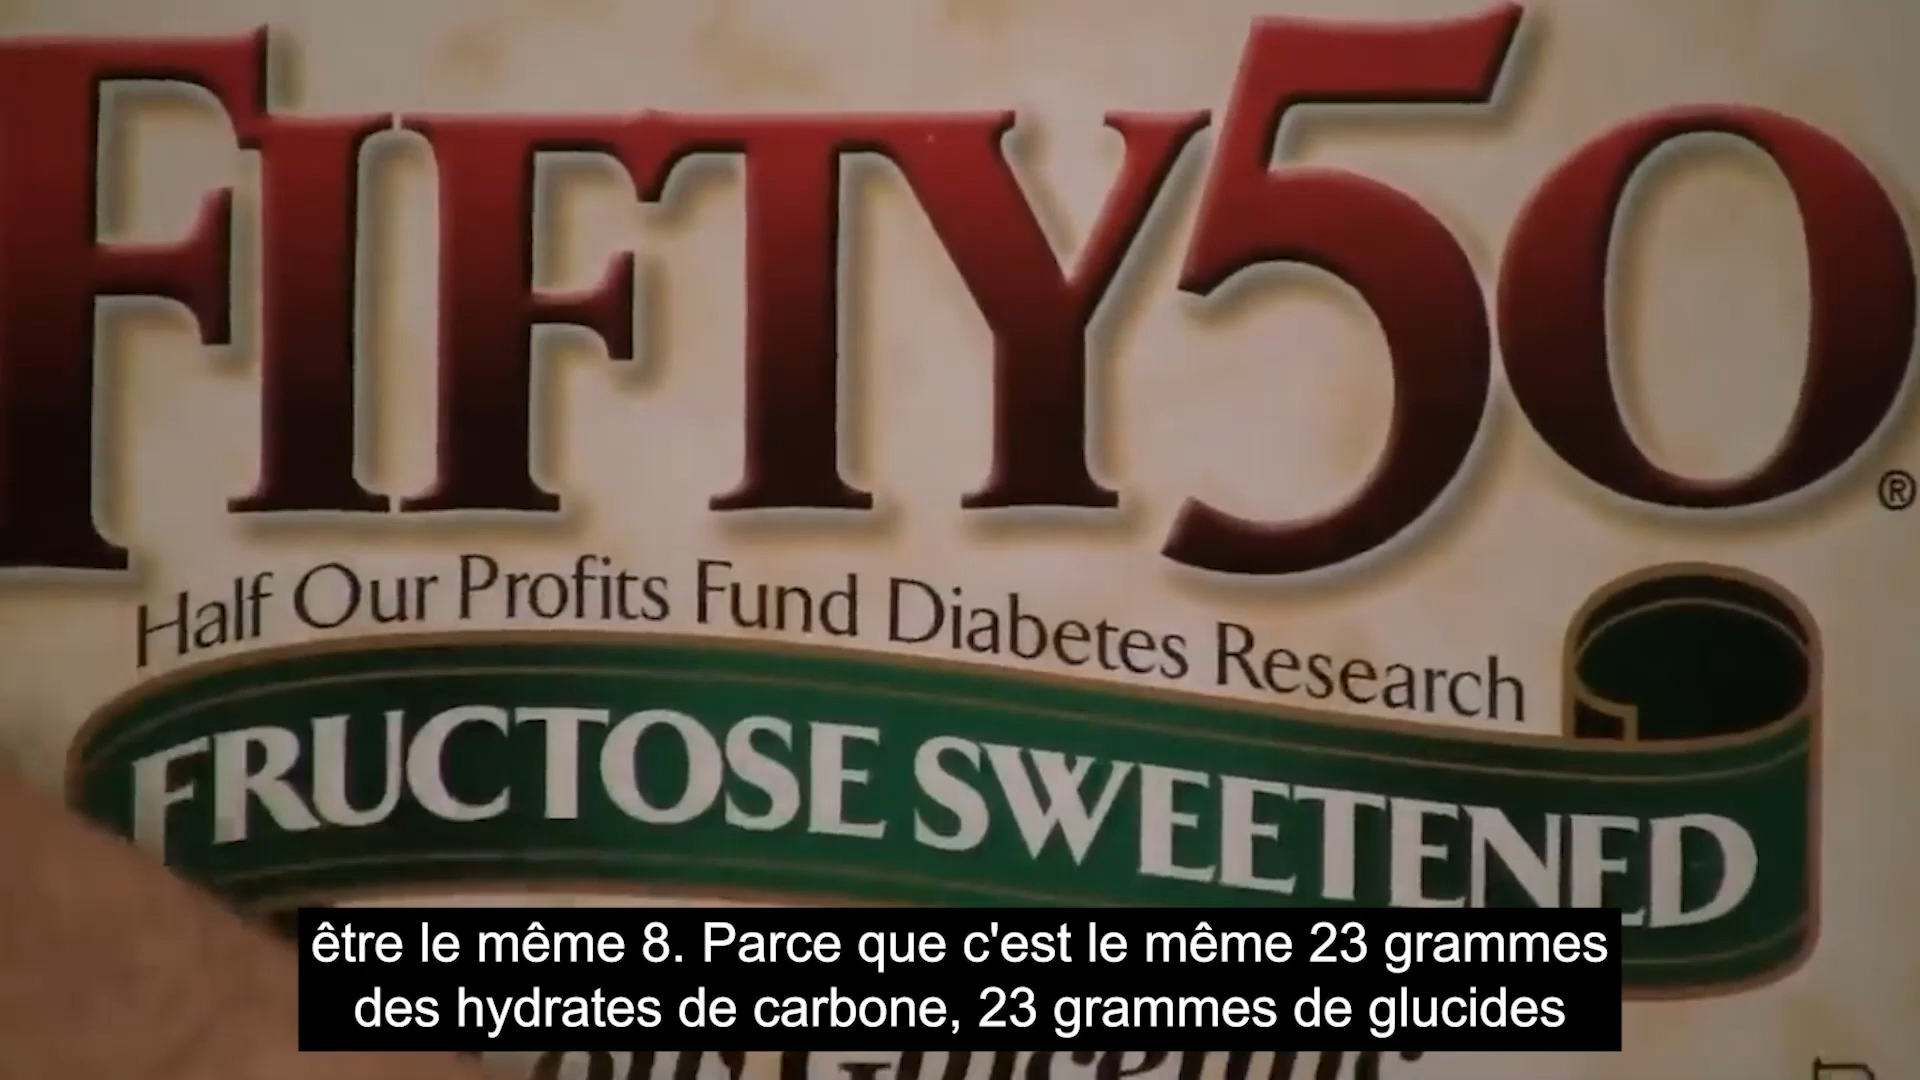 FIFTY50®
Half Our Profits Fund Diabetes Research
FRUCTOSE SWEETENED
être le même 8. Parce que c'est le même 23 grammes
des hydrates de carbone, 23 grammes de glucides